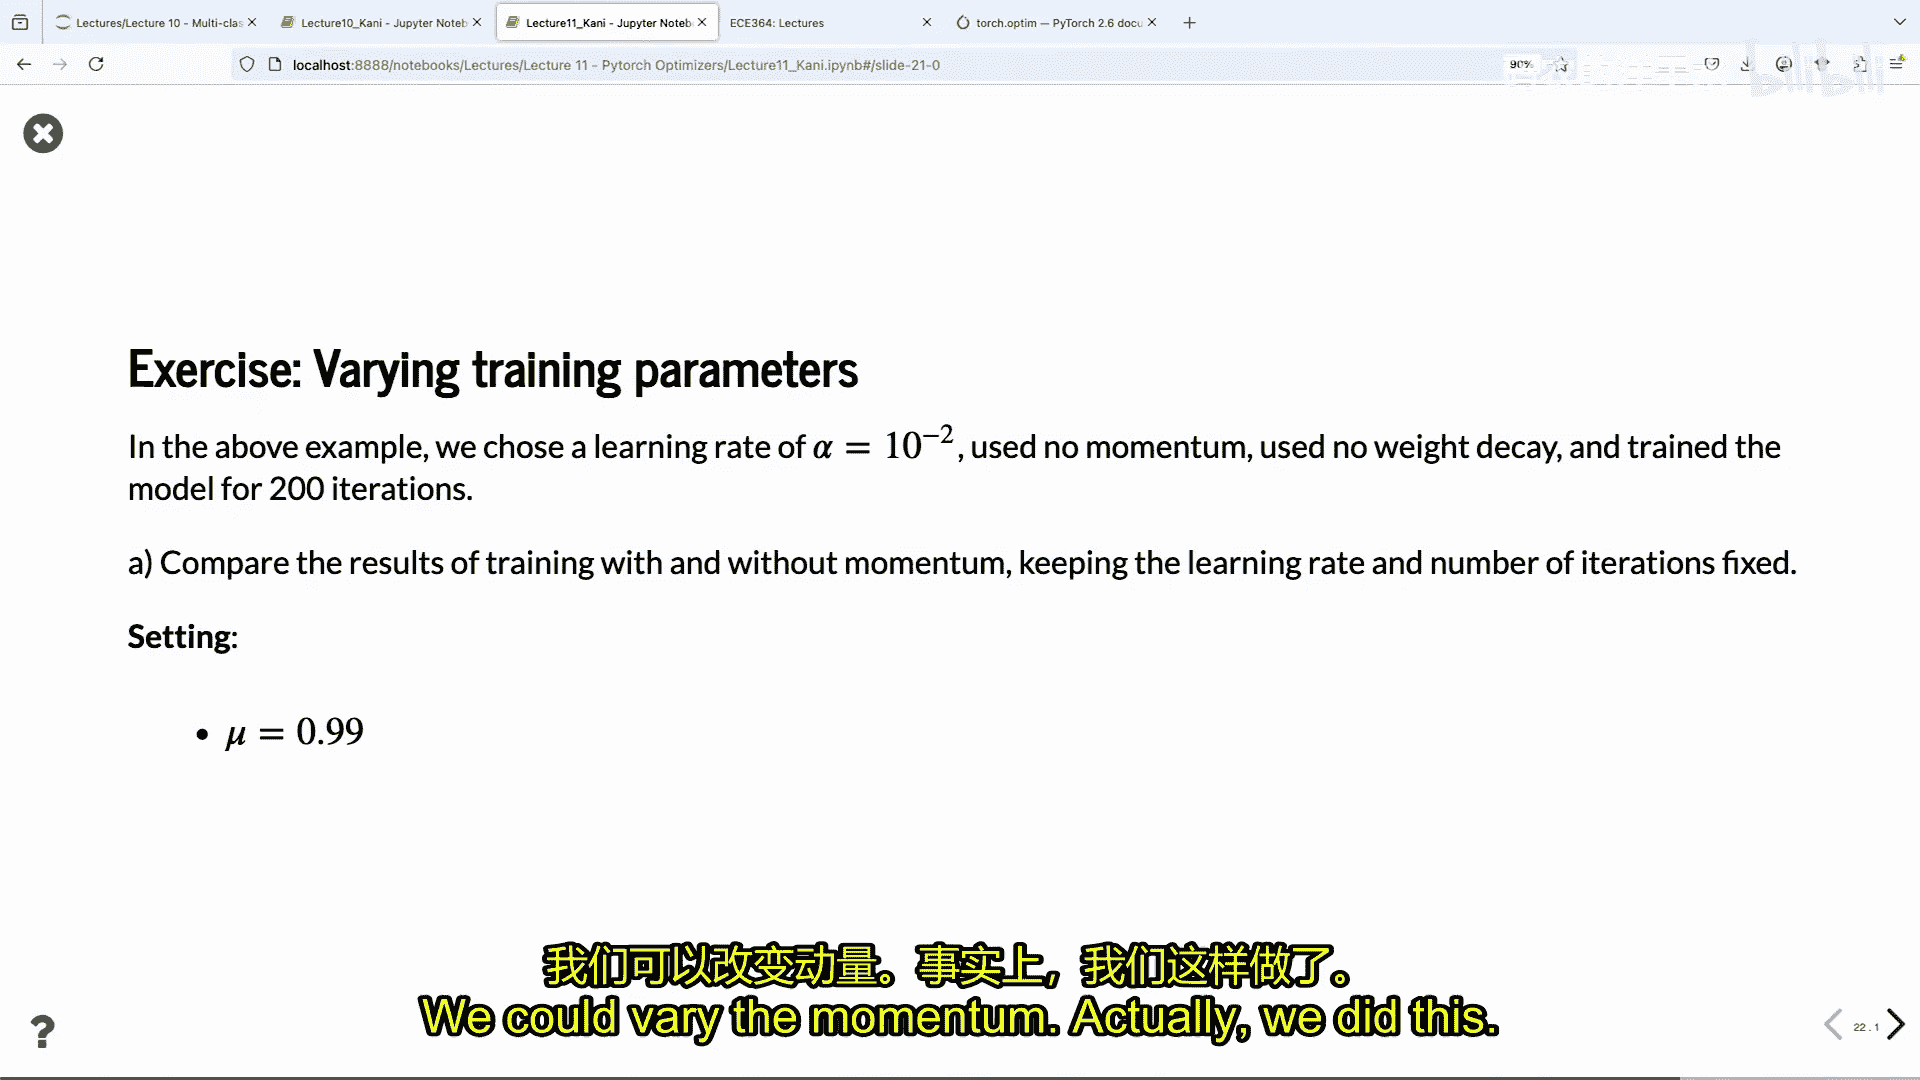 Lectures/Lecture 10 - Multi-clas
Lecture10_Kani - Jupyter Noteb
Lecture11_Kani - Jupyter Noteb
ECE364: Lectures
torch.optim — PyTorch 2.6 docu
localhost:8888/notebooks/Lectures/Lecture 11 - Pytorch Optimizers/Lecture11_Kani.ipynb#/slide-21-0
90%
bilibili
Exercise: Varying training parameters
In the above example, we chose a learning rate of α = 10⁻², used no momentum, used no weight decay, and trained the
model for 200 iterations.
a) Compare the results of training with and without momentum, keeping the learning rate and number of iterations fixed.
Setting:
• μ = 0.99
我们可以改变动量。事实上，我们这样做了。
We could vary the momentum. Actually, we did this.
?
22.1